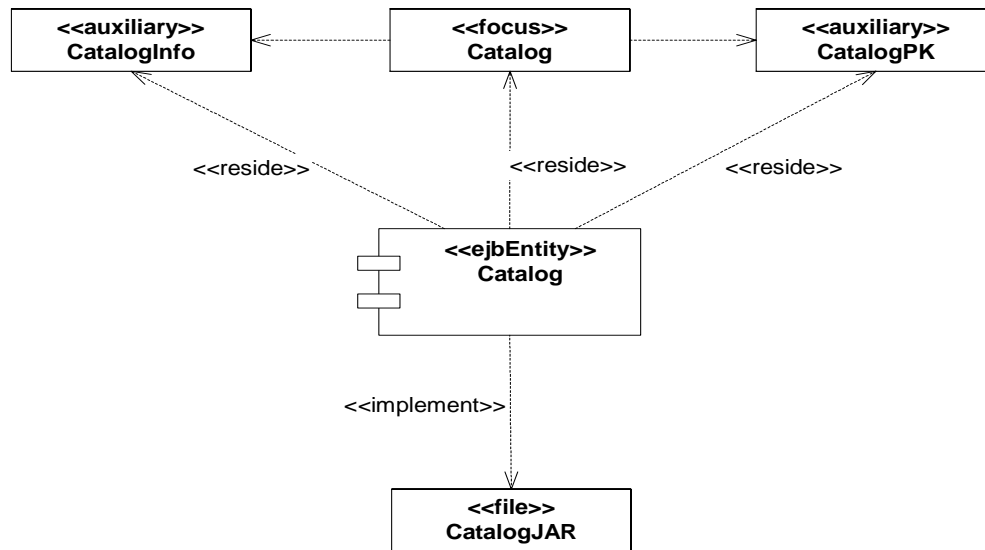 <<auxiliary>>
CatalogInfo
<<focus>>
Catalog
<<auxiliary>>
CatalogPK
<<reside>>
<<reside>>
<<reside>>
<<ejbEntity>>
Catalog
<<implement>>
<<file>>
CatalogJAR